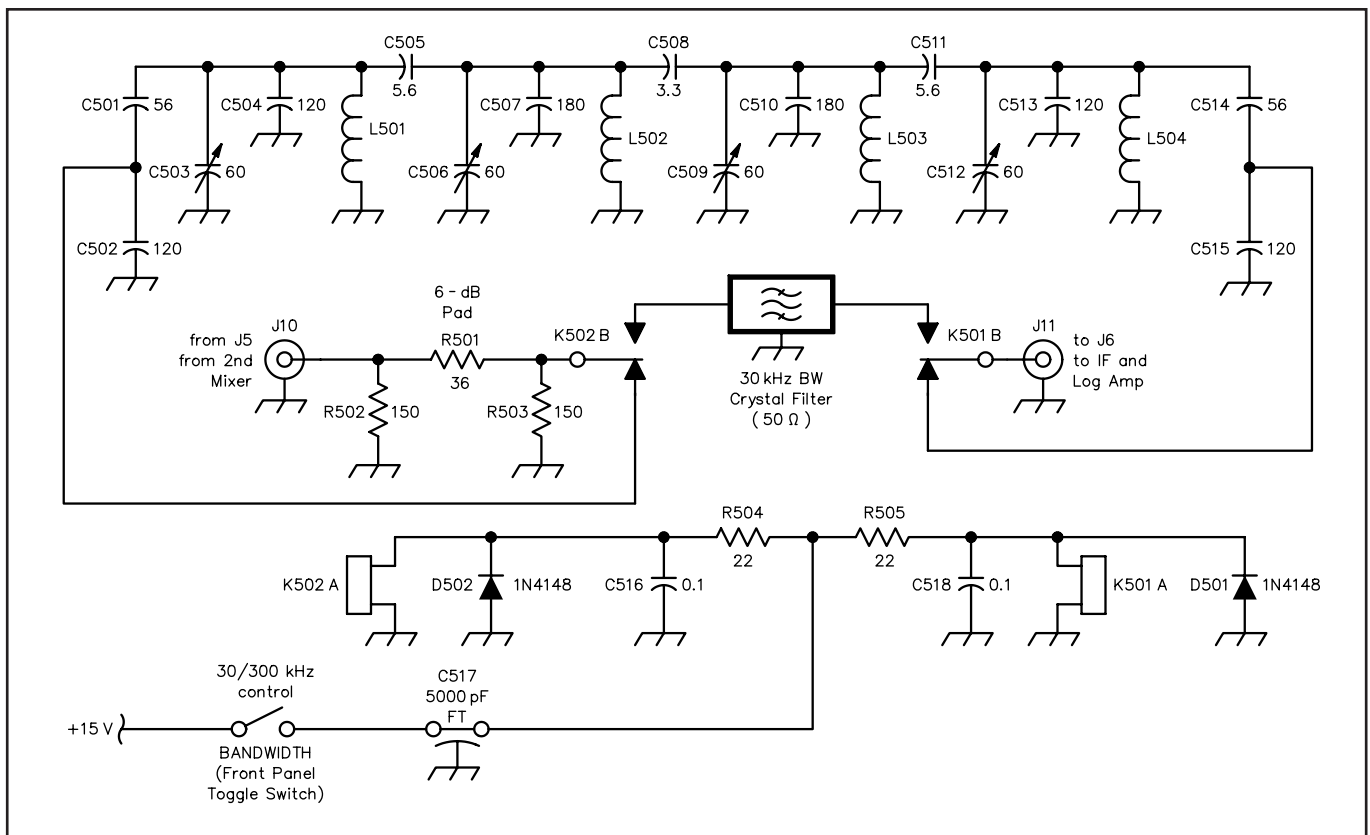 C505
C508
C511
C501 56
C504 120
5.6
C507 180
3.3
C510 180
5.6
C513 120
C514 56
L501
L502
L503
L504
C503 60
C506 60
C509 60
C512 60
C502 120
C515 120
6 - dB
Pad
J10
from J5
from 2nd
Mixer
R501
36
K502 B
R502 150
R503 150
30 kHz BW
Crystal Filter
( 50 Ω )
K501 B
J11
to J6
to IF and
Log Amp
R504
22
R505
22
K502 A
D502 1N4148
C516 0.1
C518 0.1
K501 A
D501 1N4148
30/300 kHz
control
C517
5000 pF
FT
+15 V
BANDWIDTH
(Front Panel
Toggle Switch)